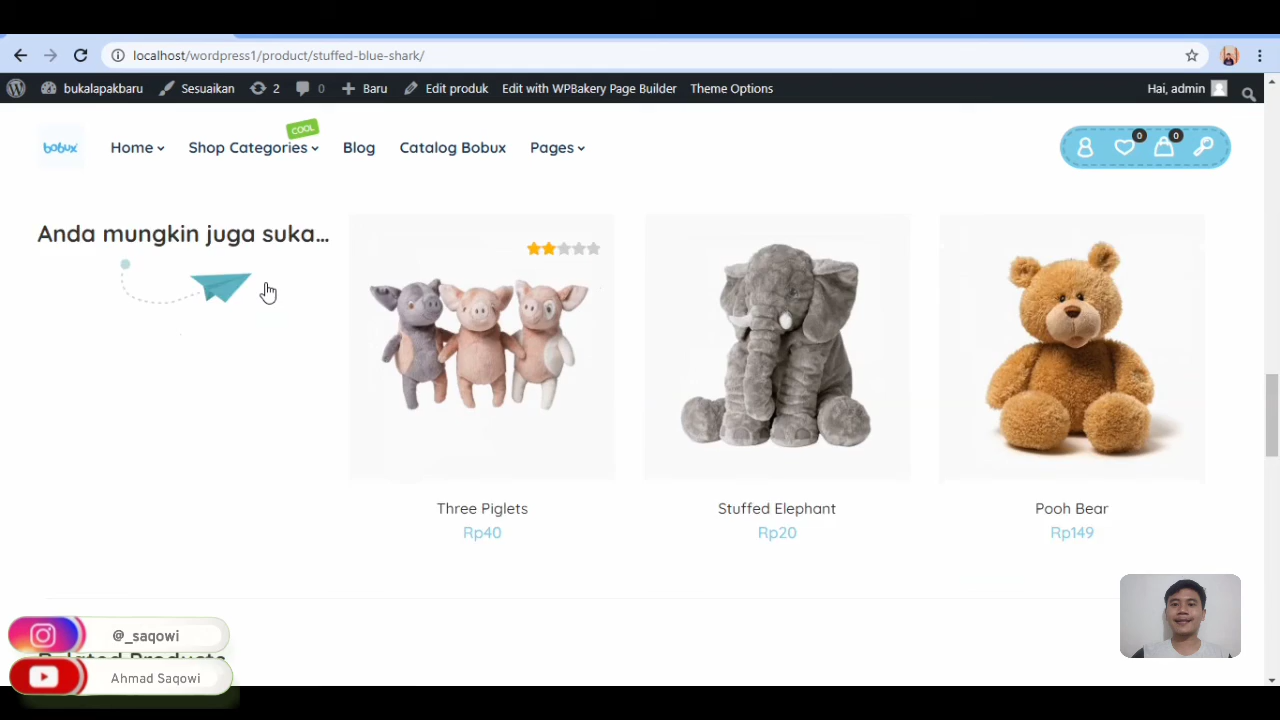 localhost/wordpress1/product/stuffed-blue-shark/
bukalapakbaru Sesuaikan 2 0 Baru Edit produk Edit with WPBakery Page Builder Theme Options Hai, admin
COOL
bobux Home Shop Categories Blog Catalog Bobux Pages 0 0
Anda mungkin juga suka...
Three Piglets Stuffed Elephant Pooh Bear
Rp40 Rp20 Rp149
@_saqowi
Related Products
Ahmad Saqowi